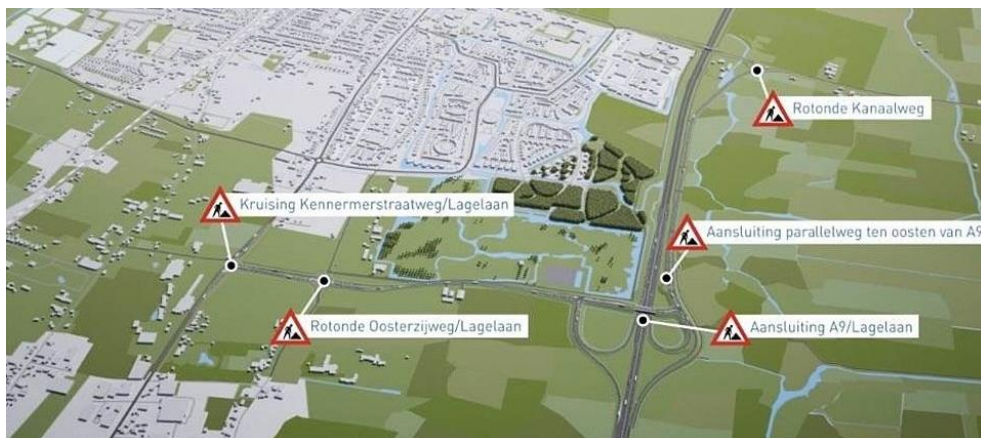 Rotonde Kanaalweg
Kruising Kennermerstraatweg/Lagelaan
Aansluiting parallelweg ten oosten van A9
Rotonde Oosterzijweg/Lagelaan
Aansluiting A9/Lagelaan